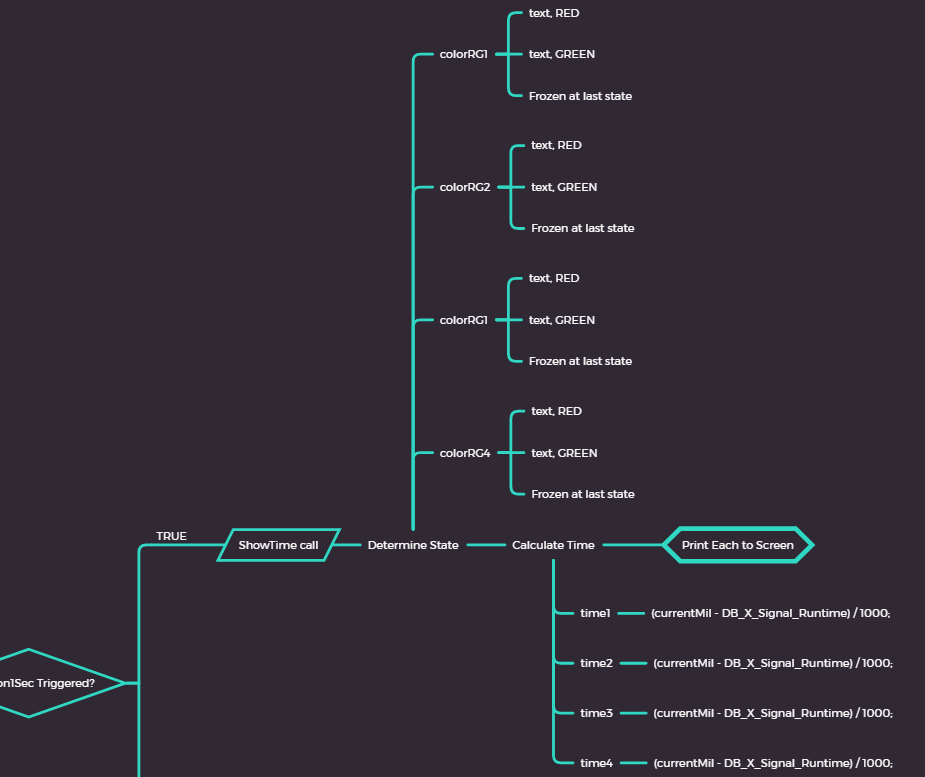 text, RED
colorRG1
text, GREEN
Frozen at last state
text, RED
colorRG2
text, GREEN
Frozen at last state
text, RED
colorRG1
text, GREEN
Frozen at last state
text, RED
colorRG4
text, GREEN
Frozen at last state
TRUE
ShowTime call
Determine State
Calculate Time
Print Each to Screen
time1
(currentMil - DB_X_Signal_Runtime) / 1000;
time2
(currentMil - DB_X_Signal_Runtime) / 1000;
time3
(currentMil - DB_X_Signal_Runtime) / 1000;
time4
(currentMil - DB_X_Signal_Runtime) / 1000;
on1Sec Triggered?